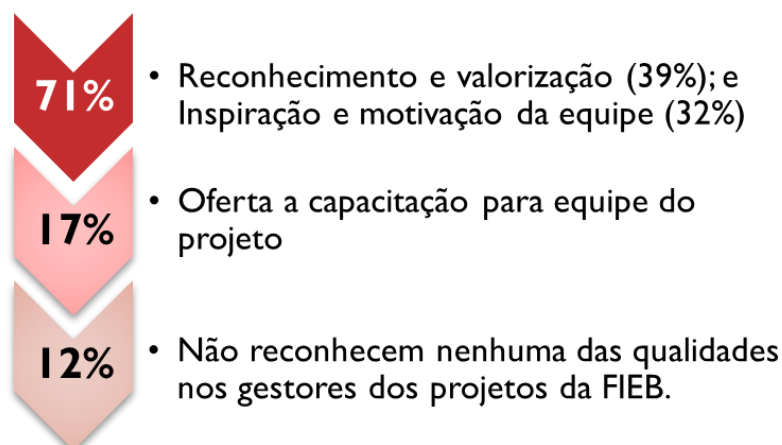 71%
• Reconhecimento e valorização (39%); e
Inspiração e motivação da equipe (32%)
17%
• Oferta a capacitação para equipe do
projeto
12%
• Não reconhecem nenhuma das qualidades
nos gestores dos projetos da FIEB.